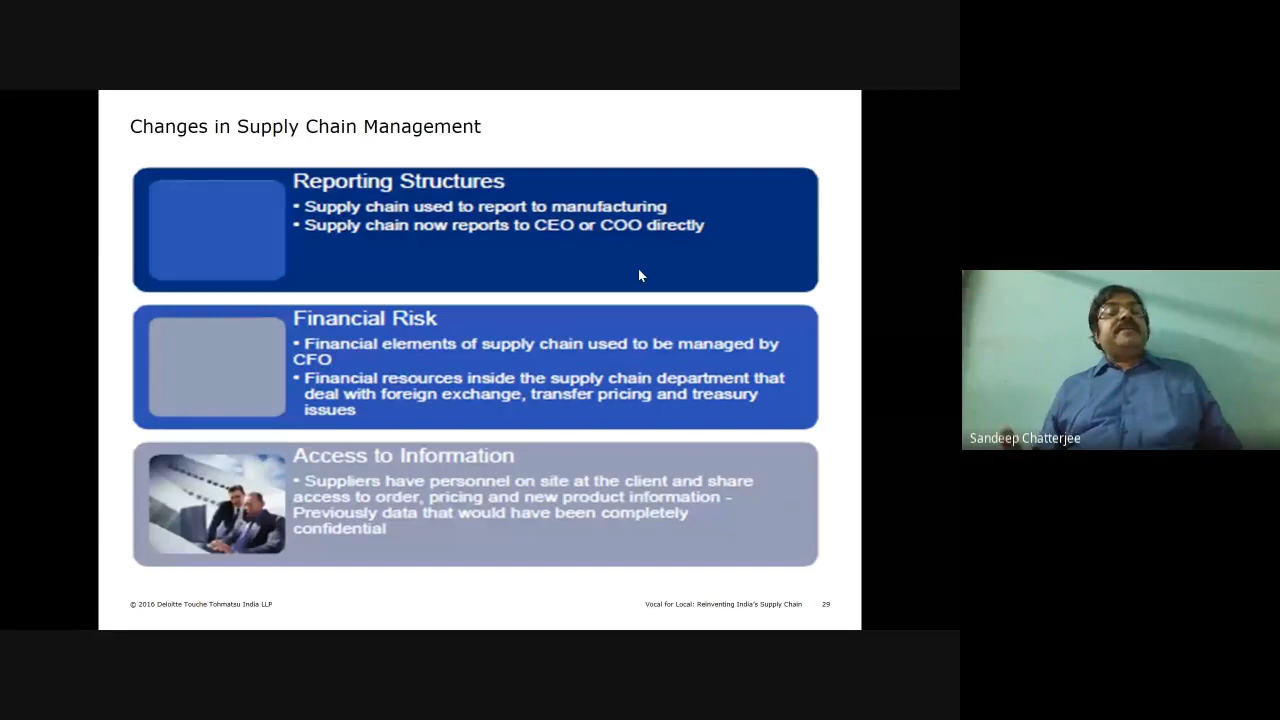 Changes in Supply Chain Management
Reporting Structures
• Supply chain used to report to manufacturing
• Supply chain now reports to CEO or COO directly
Financial Risk
• Financial elements of supply chain used to be managed by
CFO
• Financial resources inside the supply chain department that
deal with foreign exchange, transfer pricing and treasury
issues
Access to Information
• Suppliers have personnel on site at the client and share
access to order, pricing and new product information -
Previously data that would have been completely
confidential
© 2016 Deloitte Touche Tohmatsu India LLP
Vocal for Local: Reinventing India's Supply Chain 29
Sandeep Chatterjee